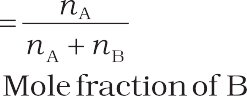 = n_A / (n_A + n_B)
Mole fraction of B